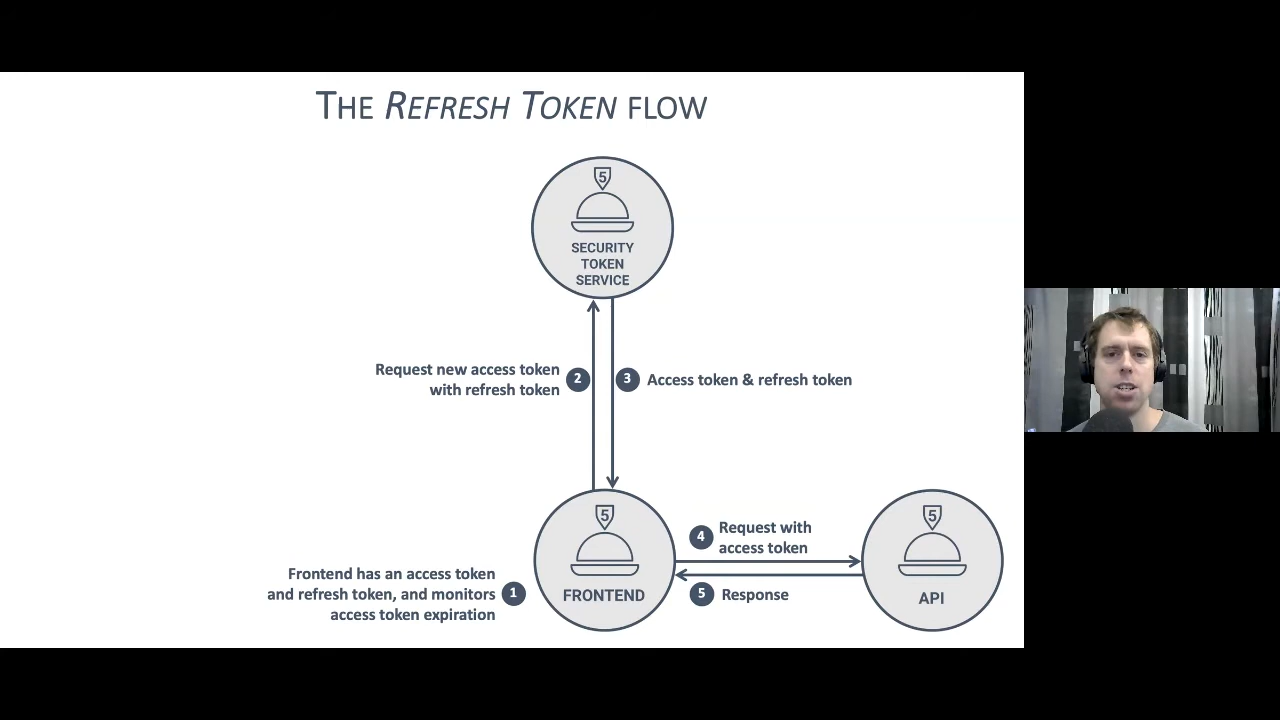 THE REFRESH TOKEN FLOW
5
SECURITY
TOKEN
SERVICE
Request new access token
with refresh token
2
3
Access token & refresh token
Frontend has an access token
and refresh token, and monitors
access token expiration
1
5
FRONTEND
4
Request with
access token
5
Response
5
API